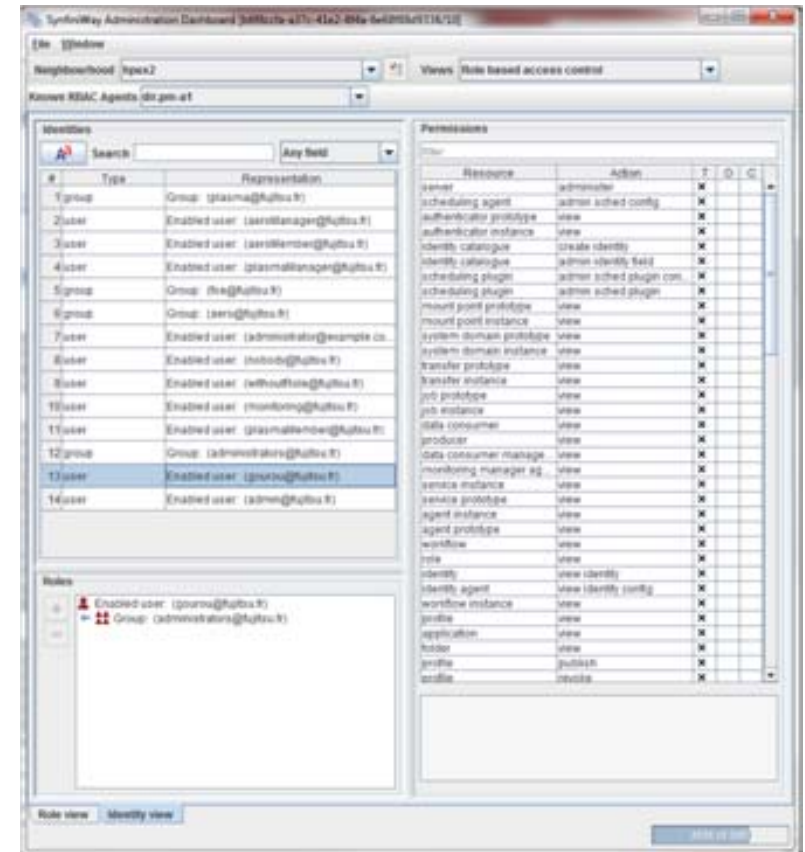 SynfiniWay Administration Dashboard
File Window
Neighbourhood hpex2 Views Role based access control
Known RBAC Agents dir.pm-a1
Identities
Search Any field
# Type Representation
1 group Group: (plasma@fujitsu.fr)
2 user Enabled user: (aeroManager@fujitsu.fr)
3 user Enabled user: (aeroMember@fujitsu.fr)
4 user Enabled user: (plasmaManager@fujitsu.fr)
5 group Group: (fse@fujitsu.fr)
6 group Group: (aero@fujitsu.fr)
7 user Enabled user: (administrator@example.co...
8 user Enabled user: (nobody@fujitsu.fr)
9 user Enabled user: (withoutRole@fujitsu.fr)
10 user Enabled user: (monitoring@fujitsu.fr)
11 user Enabled user: (plasmaMember@fujitsu.fr)
12 group Group: (administrators@fujitsu.fr)
13 user Enabled user: (gourou@fujitsu.fr)
14 user Enabled user: (admin@fujitsu.fr)
Roles
Enabled user: (gourou@fujitsu.fr)
Group: (administrators@fujitsu.fr)
Permissions
Filter
Resource Action T D C
server administer
scheduling agent admin sched config
authenticator prototype view
authenticator instance view
identity catalogue create identity
identity catalogue admin identity field
scheduling plugin admin sched plugin con...
scheduling plugin admin sched plugin
mount point prototype view
mount point instance view
system domain prototype view
system domain instance view
transfer prototype view
transfer instance view
job prototype view
job instance view
data consumer view
producer view
data consumer manage... view
monitoring manager ag... view
service instance view
service prototype view
agent instance view
agent prototype view
workflow view
role view
identity view identity
identity agent view identity config
workflow instance view
profile view
application view
folder view
profile publish
profile revoke
Role view Identity view